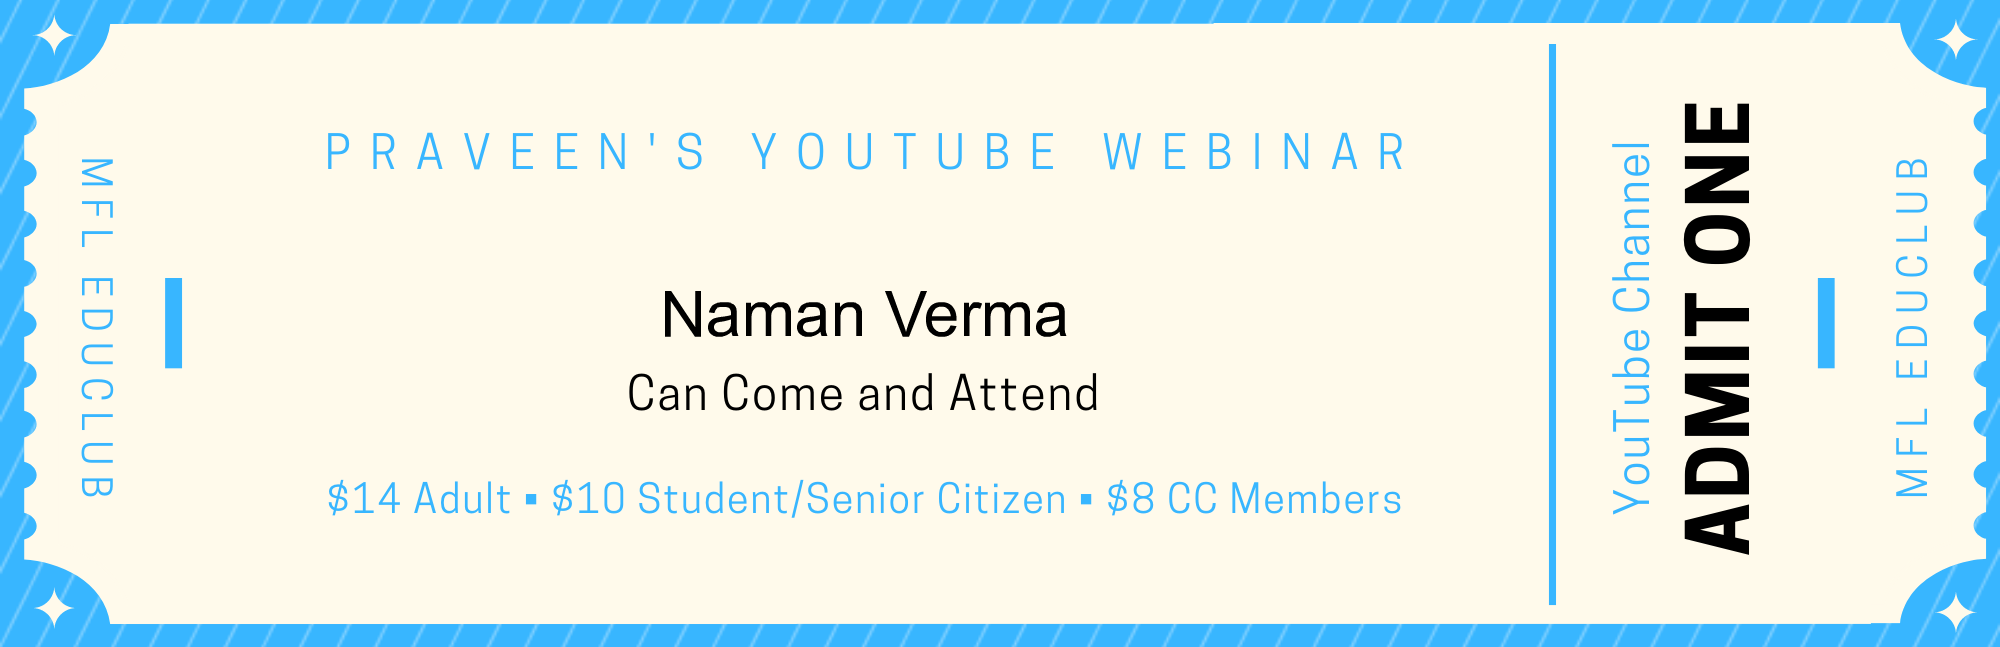 MFL EDUCLUB
PRAVEEN'S YOUTUBE WEBINAR
Naman Verma
Can Come and Attend
$14 Adult ▪ $10 Student/Senior Citizen ▪ $8 CC Members
YouTube Channel
ADMIT ONE
MFL EDUCLUB